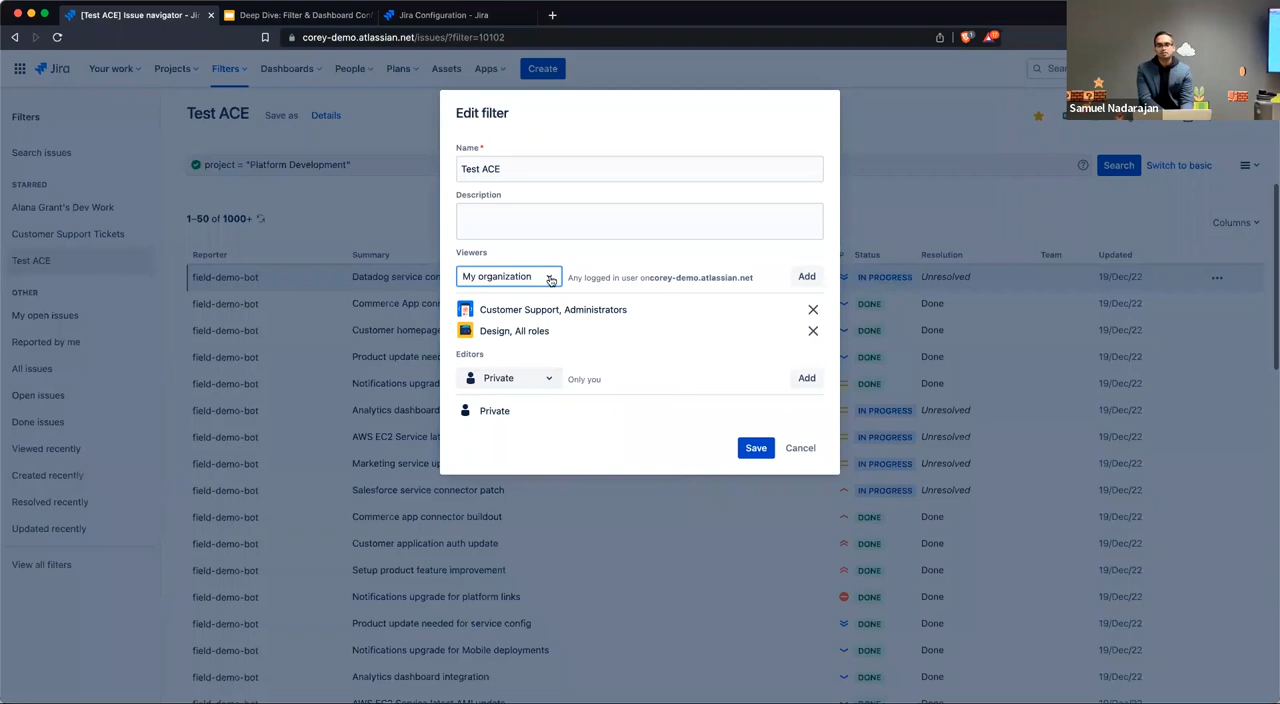 [Test ACE] Issue navigator - Ji
Deep Dive: Filter & Dashboard Con
Jira Configuration - Jira
corey-demo.atlassian.net/issues/?filter=10102
Jira
Your work
Projects
Filters
Dashboards
People
Plans
Assets
Apps
Create
Sea
Samuel Nadarajan
Filters
Search issues
STARRED
Alana Grant's Dev Work
Customer Support Tickets
Test ACE
OTHER
My open issues
Reported by me
All issues
Open issues
Done issues
Viewed recently
Created recently
Resolved recently
Updated recently
View all filters
Test ACE
Save as
Details
project = "Platform Development"
Search
Switch to basic
1–50 of 1000+
Columns
Reporter
Summary
P
Status
Resolution
Team
Updated
field-demo-bot
Datadog service con
IN PROGRESS
Unresolved
19/Dec/22
field-demo-bot
Commerce App conn
DONE
Done
19/Dec/22
field-demo-bot
Customer homepage
DONE
Done
19/Dec/22
field-demo-bot
Product update need
DONE
Done
19/Dec/22
field-demo-bot
Notifications upgrad
DONE
Done
19/Dec/22
field-demo-bot
Analytics dashboard
IN PROGRESS
Unresolved
19/Dec/22
field-demo-bot
AWS EC2 Service lat
IN PROGRESS
Unresolved
19/Dec/22
field-demo-bot
Marketing service up
IN PROGRESS
Unresolved
19/Dec/22
field-demo-bot
Salesforce service connector patch
IN PROGRESS
Unresolved
19/Dec/22
field-demo-bot
Commerce app connector buildout
DONE
Done
19/Dec/22
field-demo-bot
Customer application auth update
DONE
Done
19/Dec/22
field-demo-bot
Setup product feature improvement
DONE
Done
19/Dec/22
field-demo-bot
Notifications upgrade for platform links
DONE
Done
19/Dec/22
field-demo-bot
Product update needed for service config
DONE
Done
19/Dec/22
field-demo-bot
Notifications upgrade for Mobile deployments
DONE
Done
19/Dec/22
field-demo-bot
Analytics dashboard integration
DONE
Done
19/Dec/22
Edit filter
Name*
Test ACE
Description
Viewers
My organization
Any logged in user oncorey-demo.atlassian.net
Add
Customer Support, Administrators
Design, All roles
Editors
Private
Only you
Add
Private
Save
Cancel